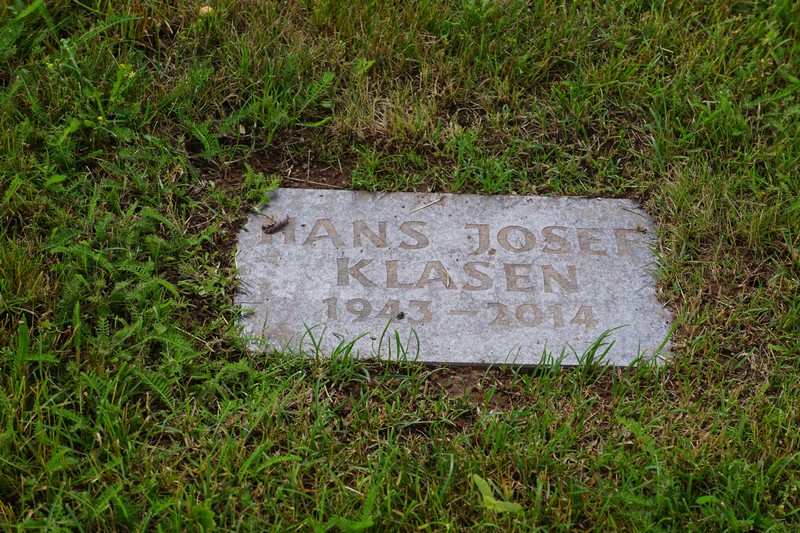 HANS JOSEF
KLASEN
1943 – 2014